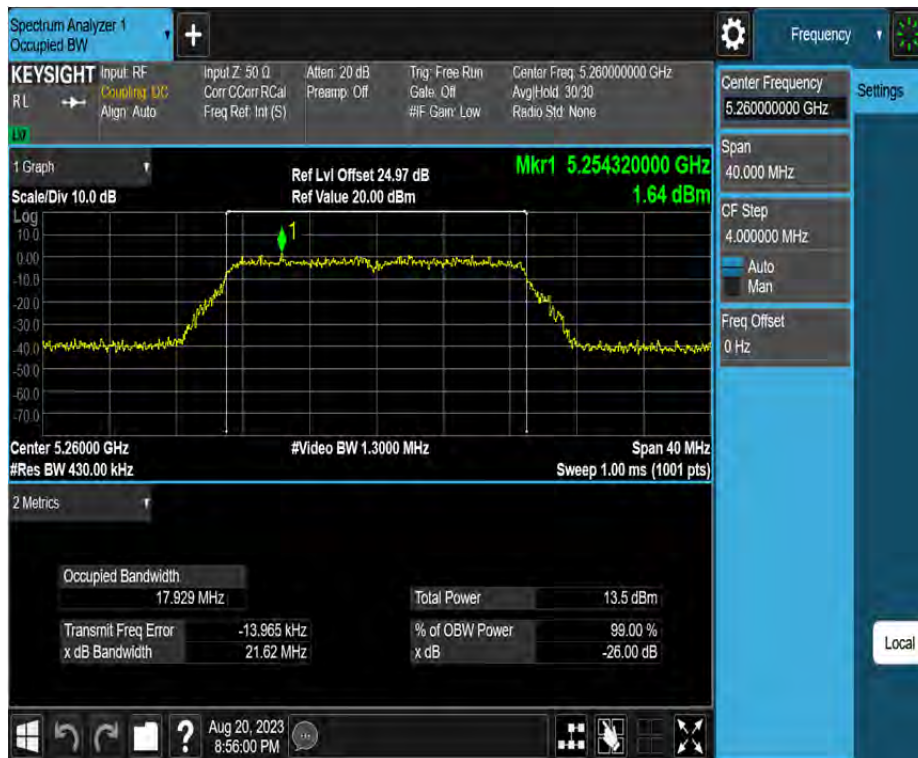 Spectrum Analyzer 1
Occupied BW
+
Frequency
KEYSIGHT
RL
LXI
Input: RF
Coupling: DC
Align: Auto
Input Z: 50 Ω
Corr CCorr RCal
Freq Ref: Int (S)
Atten: 20 dB
Preamp: Off
Trig: Free Run
Gate: Off
#IF Gain: Low
Center Freq: 5.260000000 GHz
Avg|Hold: 30/30
Radio Std: None
Center Frequency
5.260000000 GHz
Settings
Span
40.000 MHz
CF Step
4.000000 MHz
Auto
Man
Freq Offset
0 Hz
1 Graph
Scale/Div 10.0 dB
Ref Lvl Offset 24.97 dB
Ref Value 20.00 dBm
Mkr1 5.254320000 GHz
1.64 dBm
Log
10.0
0.00
-10.0
-20.0
-30.0
-40.0
-50.0
-60.0
-70.0
1
Center 5.26000 GHz
#Video BW 1.3000 MHz
Span 40 MHz
#Res BW 430.00 kHz
Sweep 1.00 ms (1001 pts)
2 Metrics
Occupied Bandwidth
17.929 MHz
Total Power 13.5 dBm
Transmit Freq Error -13.965 kHz
% of OBW Power 99.00 %
x dB Bandwidth 21.62 MHz
x dB -26.00 dB
Local
?
Aug 20, 2023
8:56:00 PM